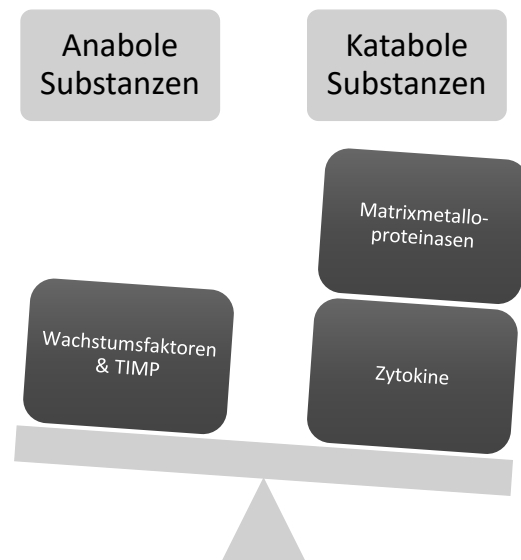 Anabole
Substanzen
Katabole
Substanzen
Matrixmetallo-
proteinasen
Wachstumsfaktoren
& TIMP
Zytokine